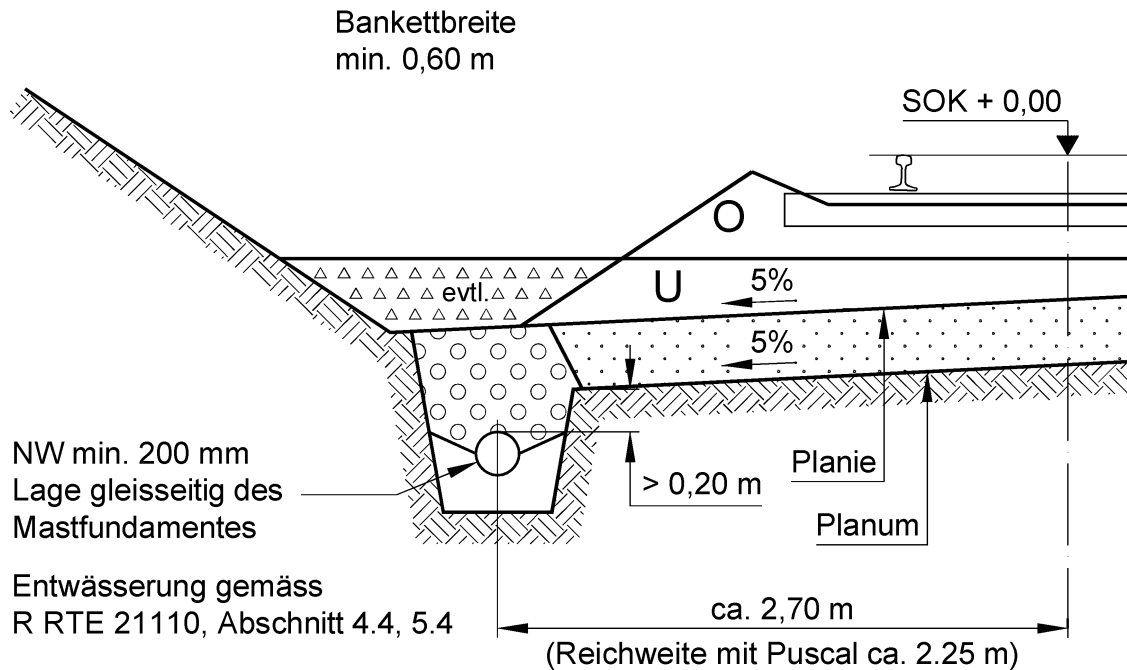 Bankettbreite
min. 0,60 m
SOK + 0,00
O
evtl.
U
5%
5%
NW min. 200 mm
Lage gleisseitig des
Mastfundamentes
Planie
> 0,20 m
Planum
Entwässerung gemäss
R RTE 21110, Abschnitt 4.4, 5.4
ca. 2,70 m
(Reichweite mit Puscal ca. 2.25 m)